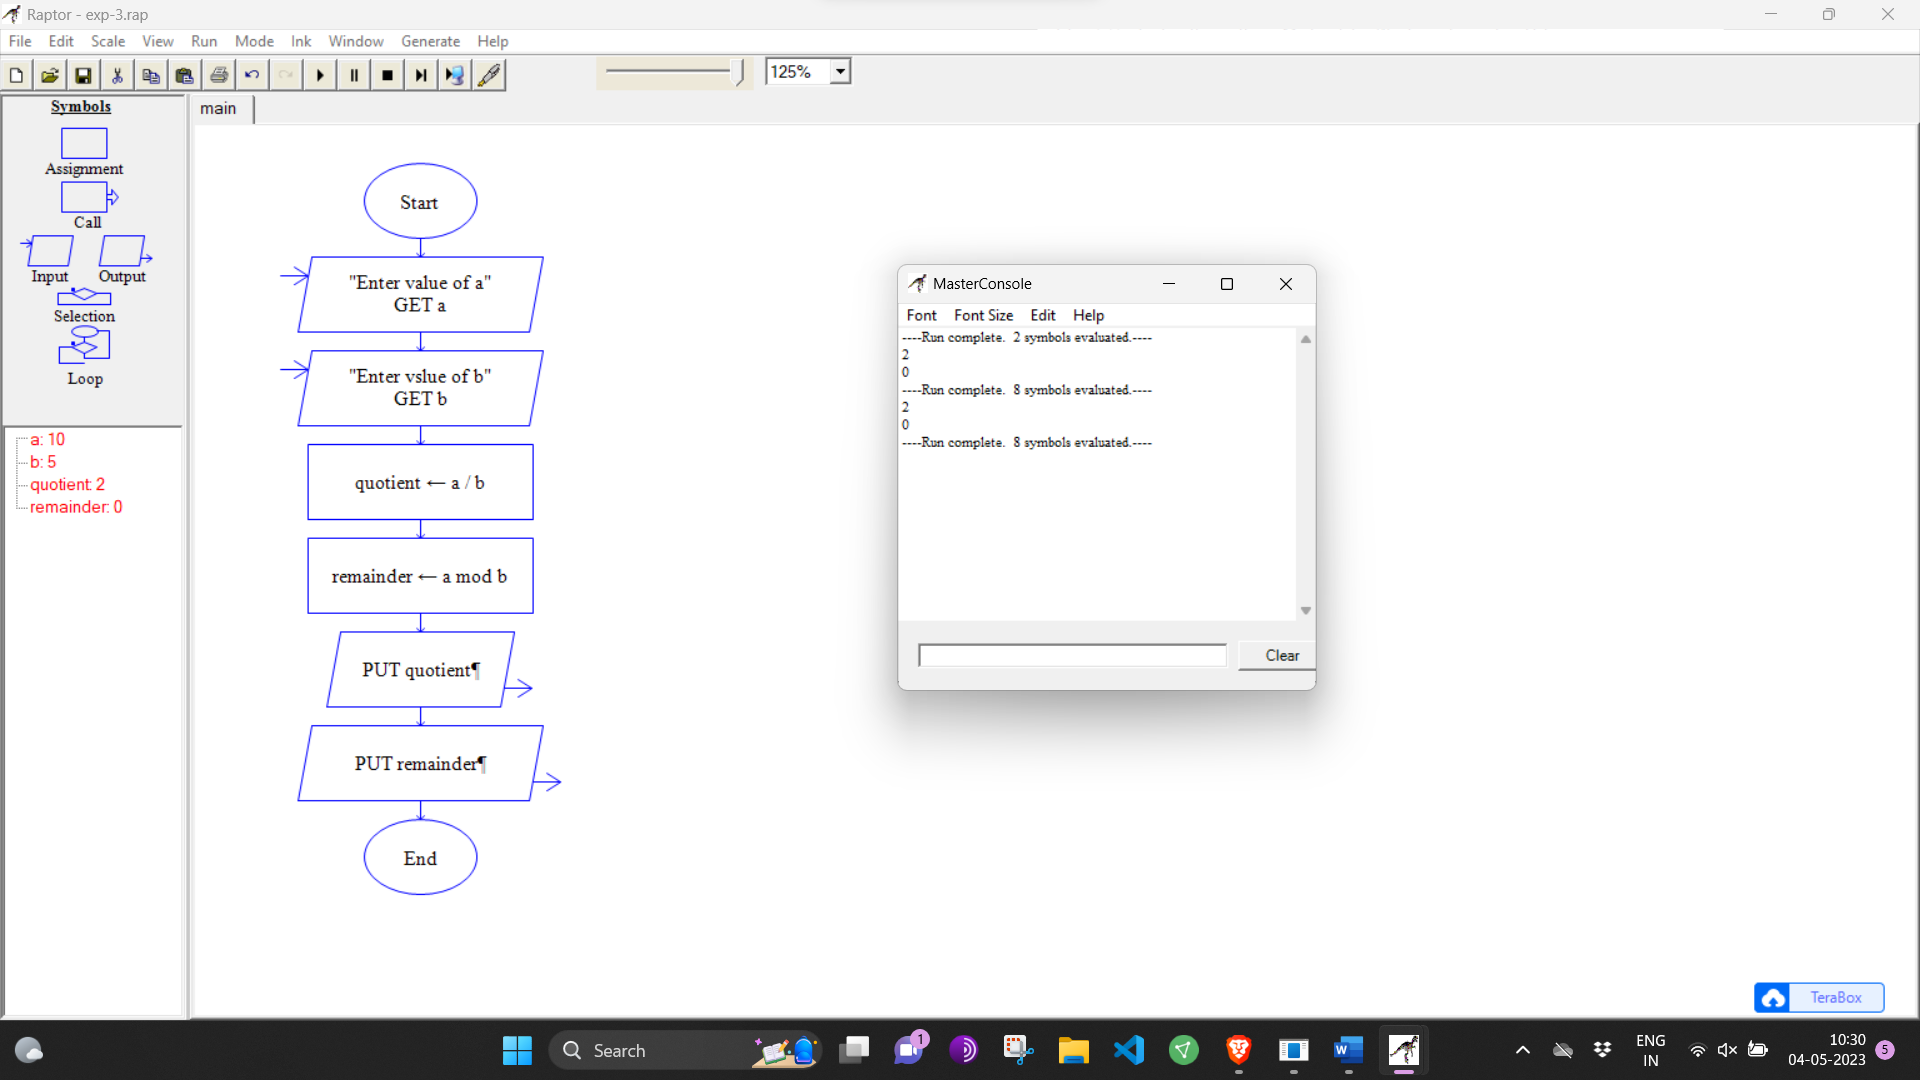 Raptor - exp-3.rap
File Edit Scale View Run Mode Ink Window Generate Help
125%
Symbols
Assignment
Call
Input Output
Selection
Loop
a: 10
b: 5
quotient: 2
remainder: 0
main
Start
"Enter value of a"
GET a
"Enter vslue of b"
GET b
quotient ← a / b
remainder ← a mod b
PUT quotient¶
PUT remainder¶
End
MasterConsole
Font Font Size Edit Help
----Run complete. 2 symbols evaluated.----
2
0
----Run complete. 8 symbols evaluated.----
2
0
----Run complete. 8 symbols evaluated.----
Clear
TeraBox
Search
1
ENG
IN
10:30
04-05-2023
5